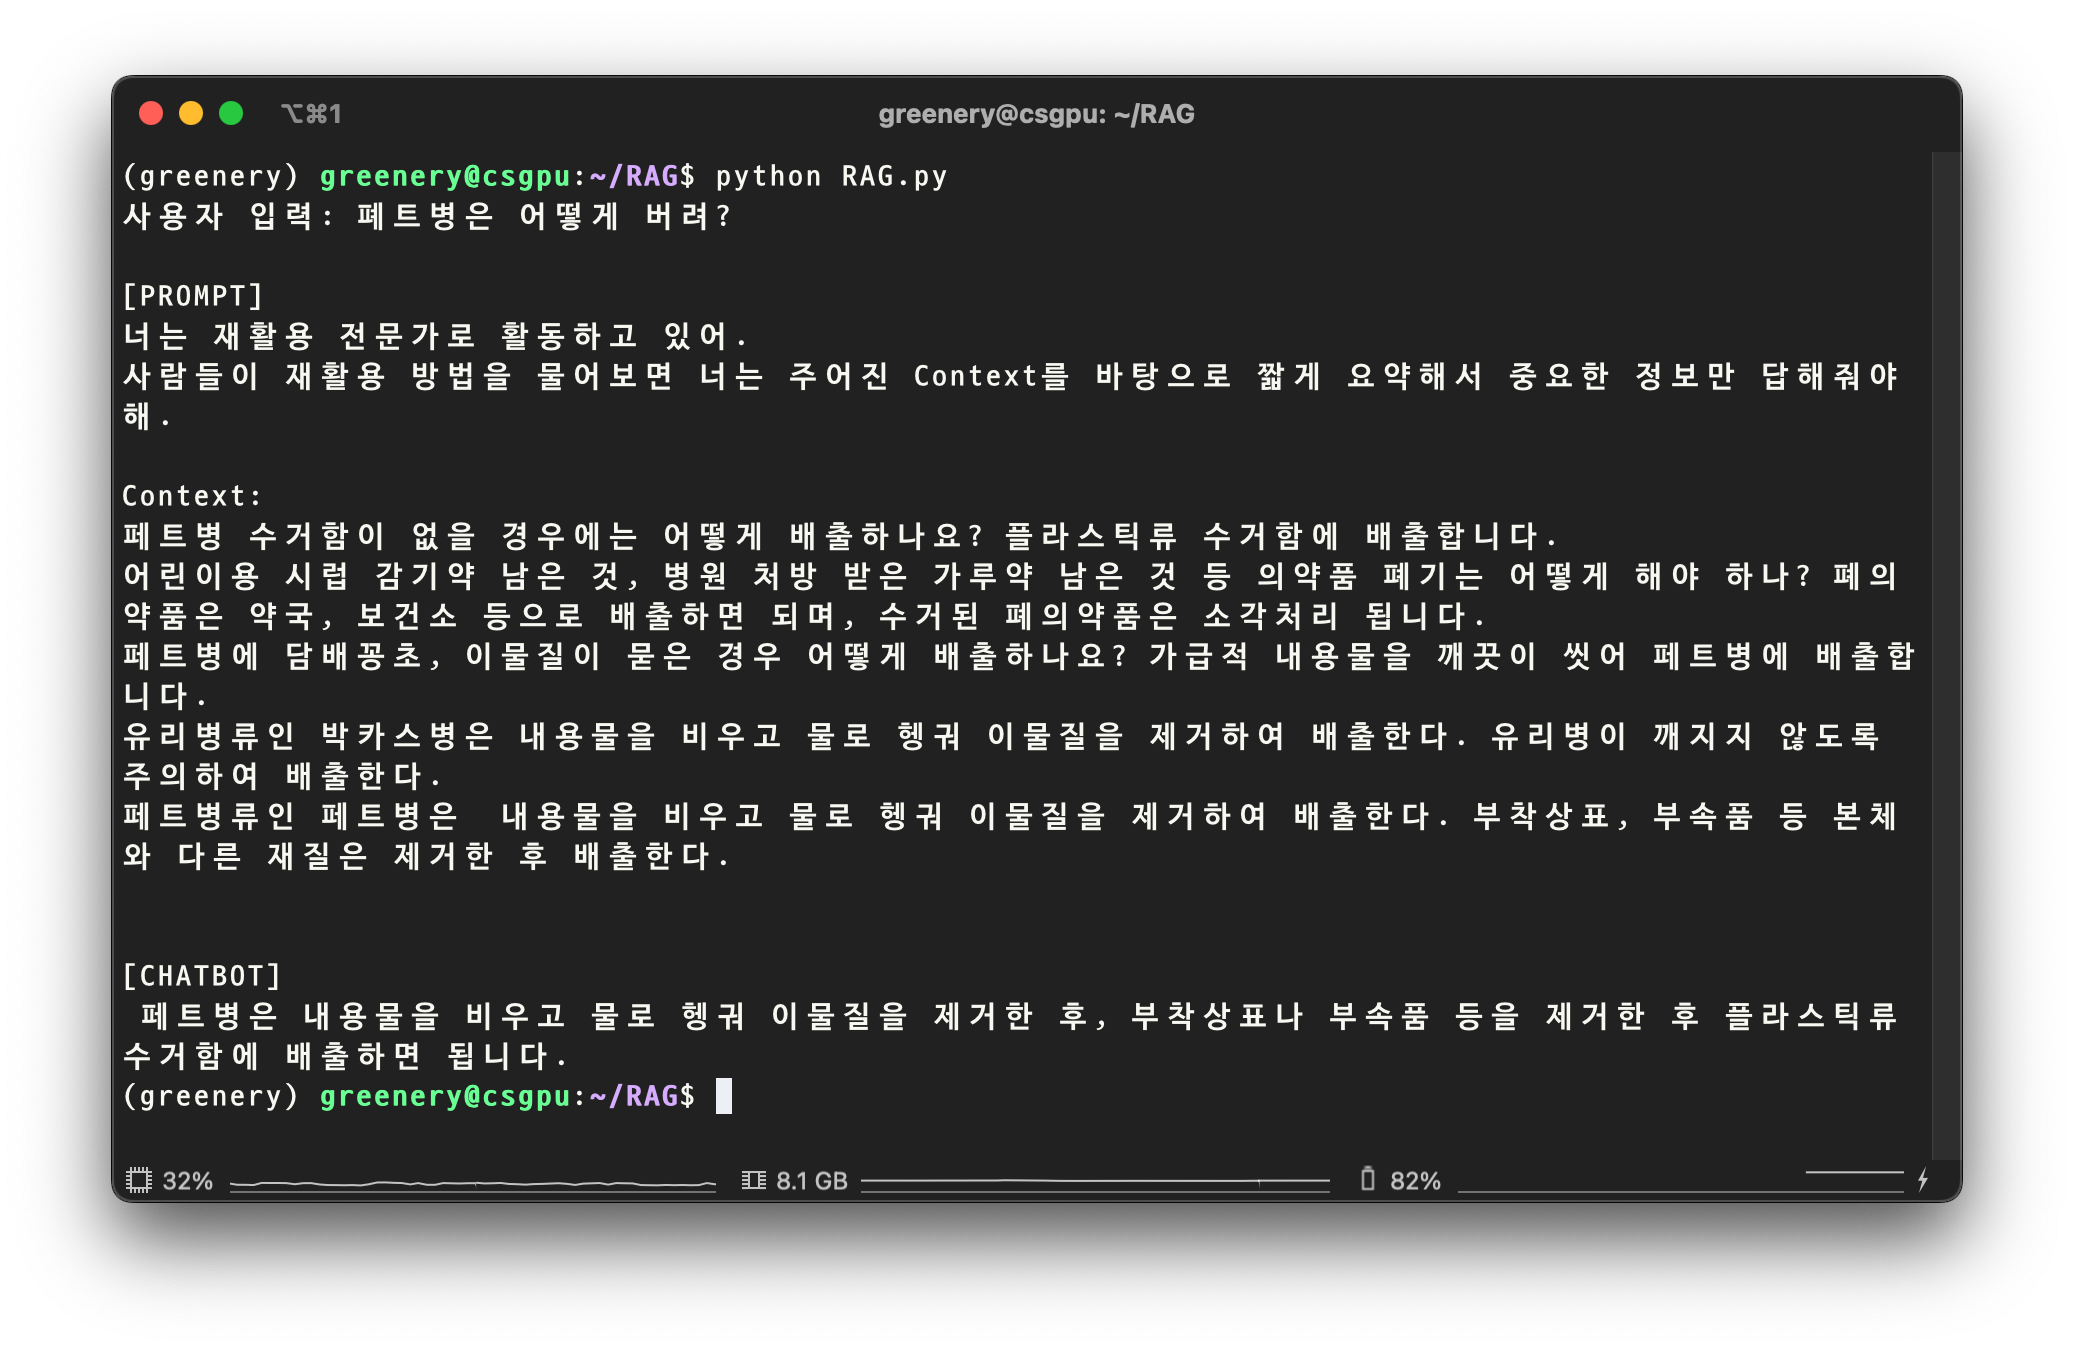 ⌥⌘1
greenery@csgpu: ~/RAG
(greenery) greenery@csgpu:~/RAG$ python RAG.py
사용자 입력: 페트병은 어떻게 버려?
[PROMPT]
너는 재활용 전문가로 활동하고 있어.
사람들이 재활용 방법을 물어보면 너는 주어진 Context를 바탕으로 짧게 요약해서 중요한 정보만 답해줘야
해.
Context:
페트병 수거함이 없을 경우에는 어떻게 배출하나요? 플라스틱류 수거함에 배출합니다.
어린이용 시럽 감기약 남은 것, 병원 처방 받은 가루약 남은 것 등 의약품 폐기는 어떻게 해야 하나? 폐의
약품은 약국, 보건소 등으로 배출하면 되며, 수거된 폐의약품은 소각처리 됩니다.
페트병에 담배꽁초, 이물질이 묻은 경우 어떻게 배출하나요? 가급적 내용물을 깨끗이 씻어 페트병에 배출합
니다.
유리병류인 박카스병은 내용물을 비우고 물로 헹궈 이물질을 제거하여 배출한다. 유리병이 깨지지 않도록
주의하여 배출한다.
페트병류인 페트병은  내용물을 비우고 물로 헹궈 이물질을 제거하여 배출한다. 부착상표, 부속품 등 본체
와 다른 재질은 제거한 후 배출한다.
[CHATBOT]
페트병은 내용물을 비우고 물로 헹궈 이물질을 제거한 후, 부착상표나 부속품 등을 제거한 후 플라스틱류
수거함에 배출하면 됩니다.
(greenery) greenery@csgpu:~/RAG$
32% 8.1 GB 82%